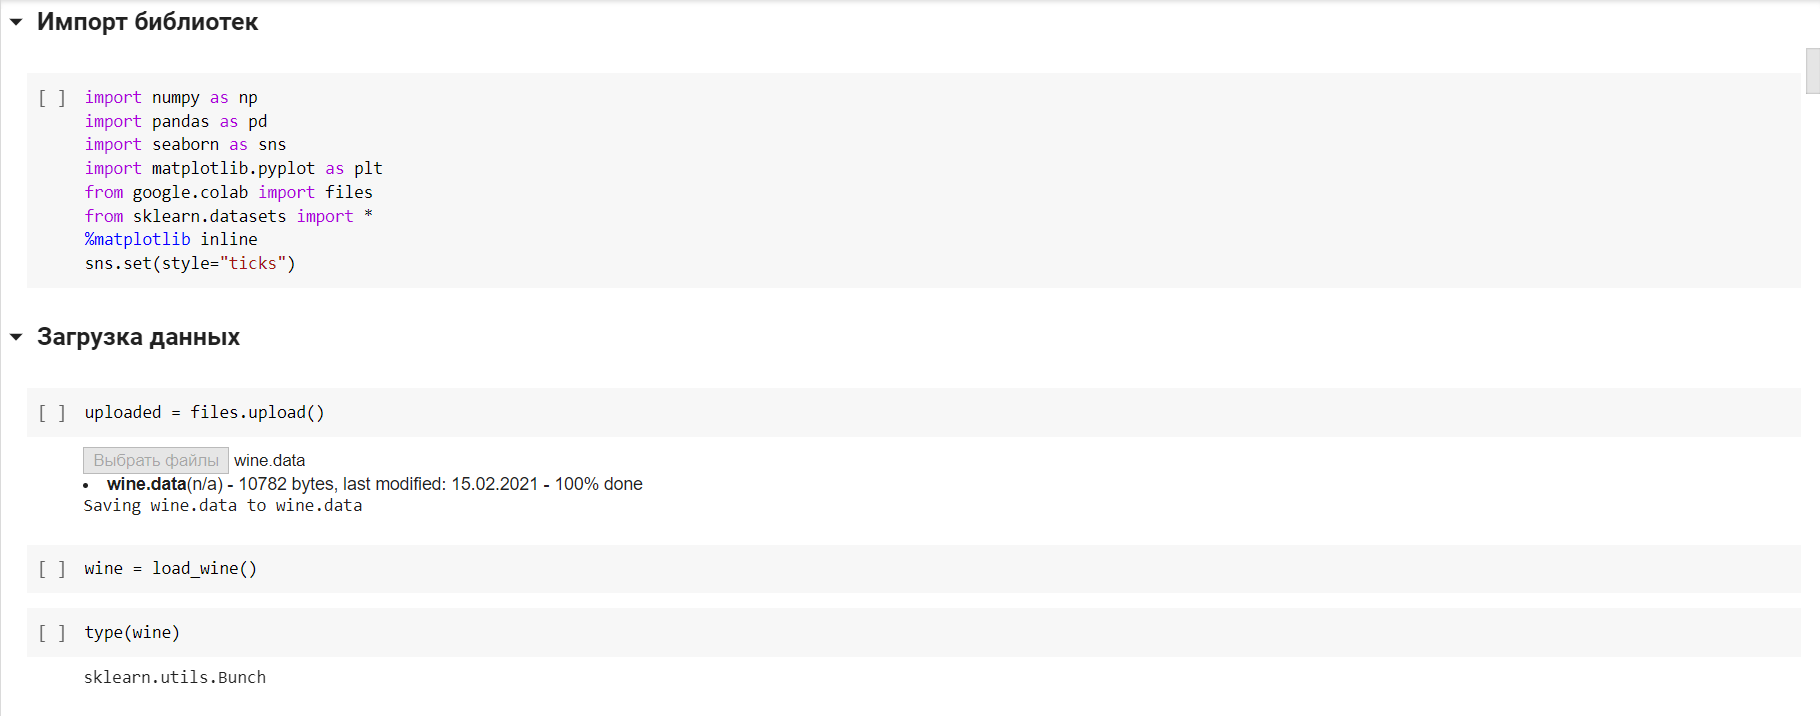 Импорт библиотек
[ ] import numpy as np
import pandas as pd
import seaborn as sns
import matplotlib.pyplot as plt
from google.colab import files
from sklearn.datasets import *
%matplotlib inline
sns.set(style="ticks")
Загрузка данных
[ ] uploaded = files.upload()
Выбрать файлы wine.data
• wine.data(n/a) - 10782 bytes, last modified: 15.02.2021 - 100% done
Saving wine.data to wine.data
[ ] wine = load_wine()
[ ] type(wine)
sklearn.utils.Bunch